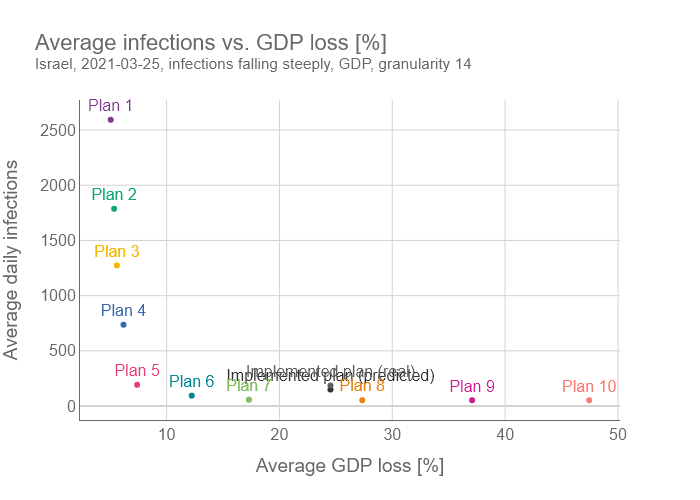 Average infections vs. GDP loss [%]
Israel, 2021-03-25, infections falling steeply, GDP, granularity 14
Plan 1
2500
Plan 2
2000
1500
Plan 3
1000
Plan 4
500
Plan 5
Implemented plan (real)
Implemented plan (predicted)
Plan 6
Plan 7
Plan 8
Plan 9
Plan 10
0
10
20
30
40
50
Average daily infections
Average GDP loss [%]